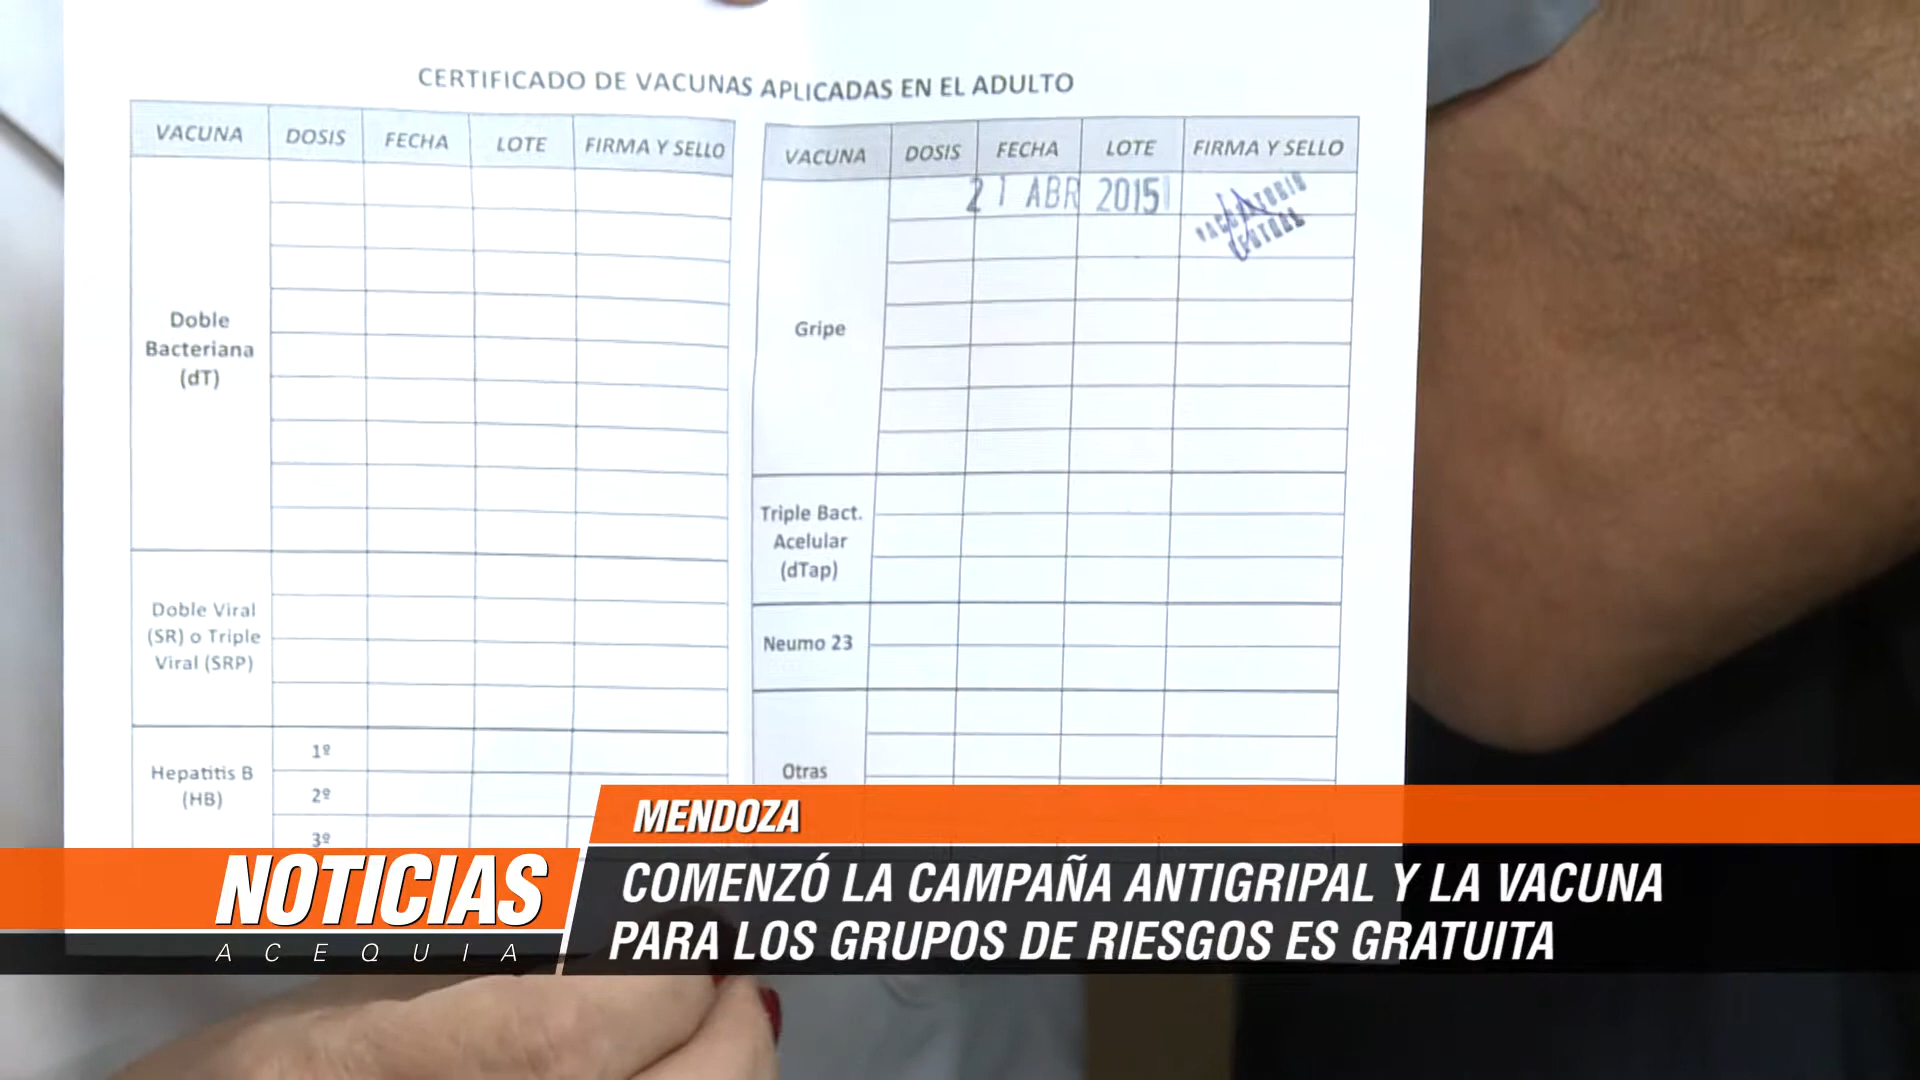 CERTIFICADO DE VACUNAS APLICADAS EN EL ADULTO
VACUNA DOSIS FECHA LOTE FIRMA Y SELLO
Doble
Bacteriana
(dT)
Doble Viral
(SR) o Triple
Viral (SRP)
Hepatitis B
(HB)
1º
2º
3º
VACUNA DOSIS FECHA LOTE FIRMA Y SELLO
21 ABR 2015
VACUNATORIO
CENTRAL
Gripe
Triple Bact.
Acelular
(dTap)
Neumo 23
Otras
MENDOZA
NOTICIAS
ACEQUIA
COMENZÓ LA CAMPAÑA ANTIGRIPAL Y LA VACUNA
PARA LOS GRUPOS DE RIESGOS ES GRATUITA